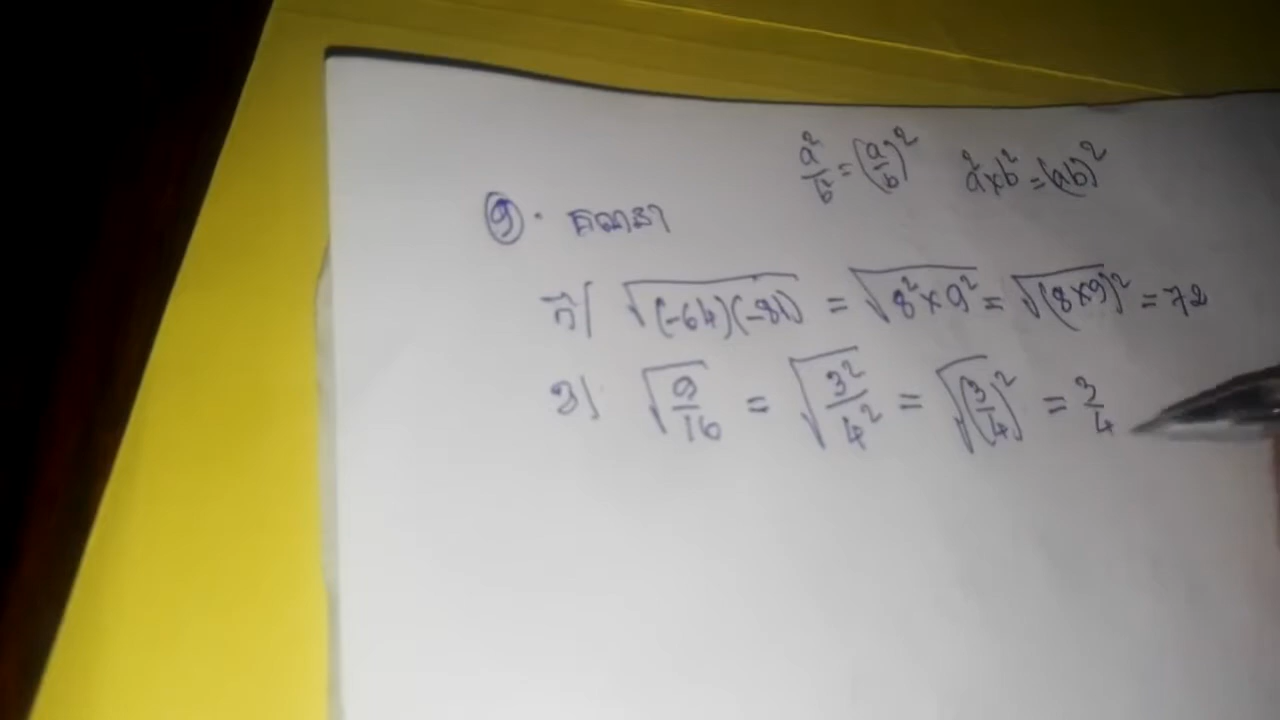 a²/b² = (a/b)² a²×b² = (ab)²
១. គណនា
ក/ √(-64)(-81) = √8²×9² = √(8×9)² = 72
ខ/ √9/16 = √3²/4² = √(3/4)² = 3/4